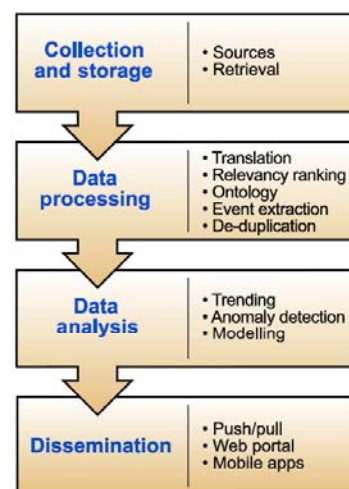 Collection
and storage
• Sources
• Retrieval
Data
processing
• Translation
• Relevancy ranking
• Ontology
• Event extraction
• De-duplication
Data
analysis
• Trending
• Anomaly detection
• Modelling
Dissemination
• Push/pull
• Web portal
• Mobile apps